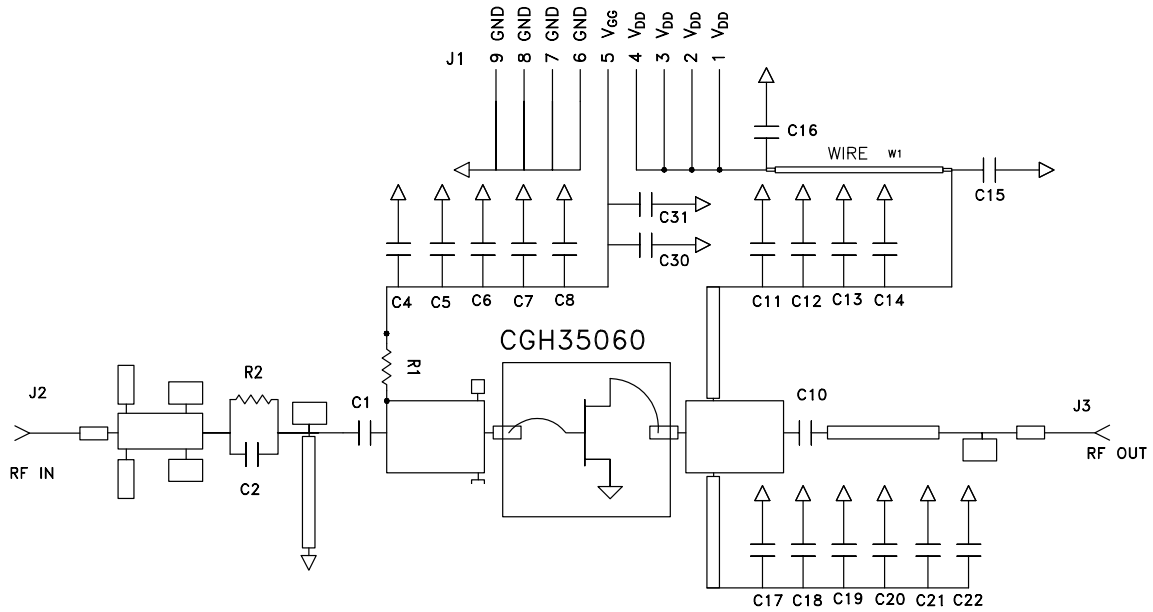 J1
9 GND
8 GND
7 GND
6 GND
5 VGG
4 VDD
3 VDD
2 VDD
1 VDD
C16
WIRE W1
C15
C31
C30
C4 C5 C6 C7 C8
C11 C12 C13 C14
CGH35060
R1
J2
R2
C1
C10
J3
RF IN
C2
RF OUT
C17 C18 C19 C20 C21 C22